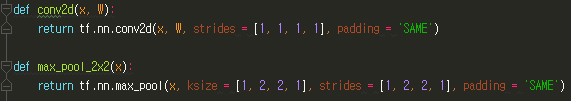 def conv2d(x, W):
    return tf.nn.conv2d(x, W, strides = [1, 1, 1, 1], padding = 'SAME')
def max_pool_2x2(x):
    return tf.nn.max_pool(x, ksize = [1, 2, 2, 1], strides = [1, 2, 2, 1], padding = 'SAME')